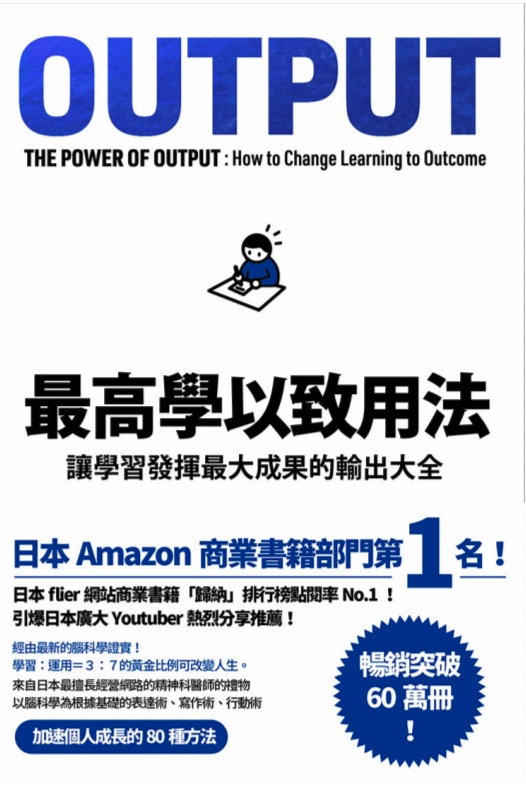 OUTPUT
THE POWER OF OUTPUT : How to Change Learning to Outcome
最高學以致用法
讓學習發揮最大成果的輸出大全
日本 Amazon 商業書籍部門第1名！
日本 flier 網站商業書籍「歸納」排行榜點閱率 No.1 ！
引爆日本廣大 Youtuber 熱烈分享推薦！
經由最新的腦科學證實！
學習：運用＝３：７的黃金比例可改變人生。
來自日本最擅長經營網路的精神科醫師的禮物
以腦科學為根據基礎的表達術、寫作術、行動術
加速個人成長的 80 種方法
暢銷突破
60 萬冊
！